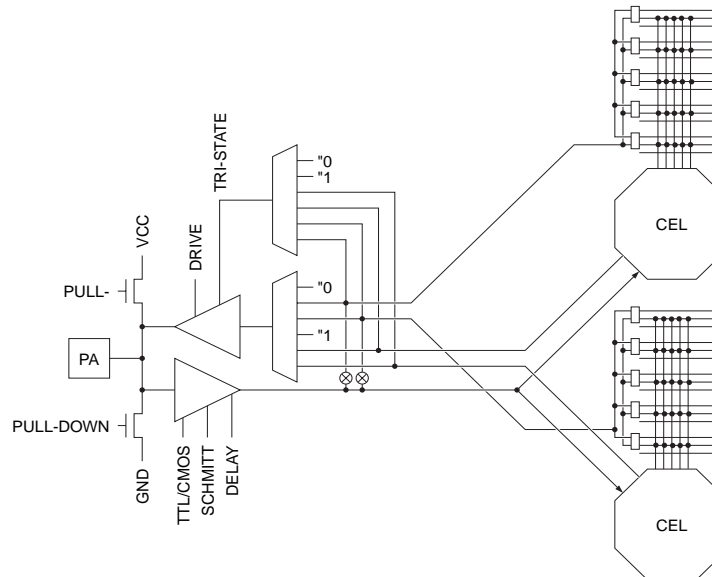 TRI-STATE
"0
"1
VCC
DRIVE
CEL
PULL-
"0
"1
PA
PULL-DOWN
GND
TTL/CMOS
SCHMITT
DELAY
CEL